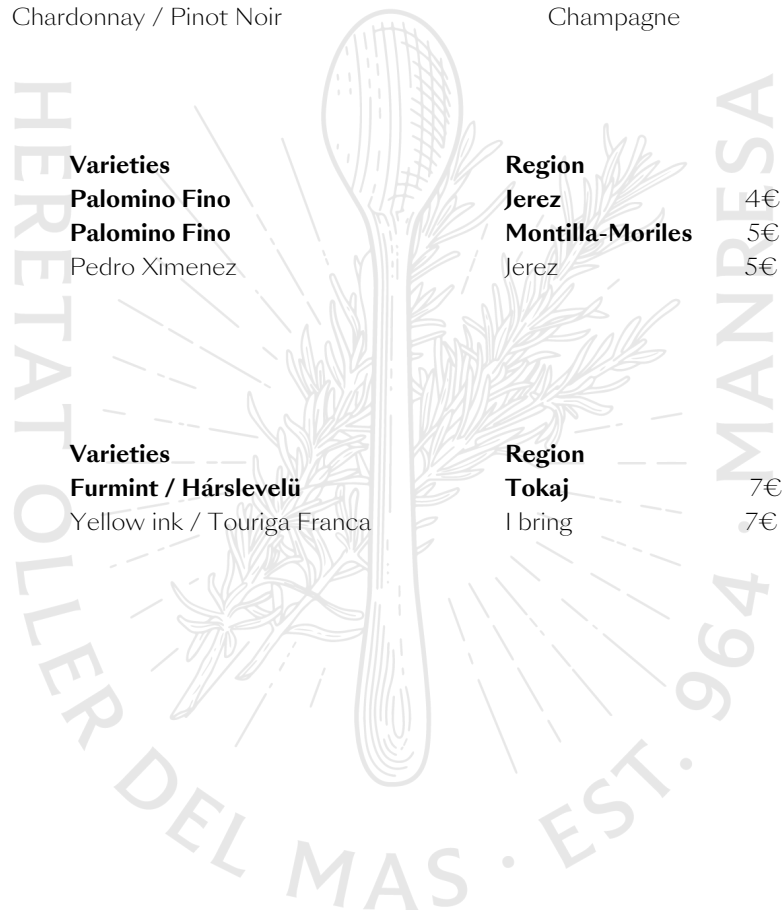 Chardonnay / Pinot Noir Champagne
Varieties Region
Palomino Fino Jerez 4€
Palomino Fino Montilla-Moriles 5€
Pedro Ximenez Jerez 5€
Varieties Region
Furmint / Hárslevelü Tokaj 7€
Yellow ink / Touriga Franca I bring 7€
HERETAT OLLER DEL MAS · EST. 964 · MANRESA